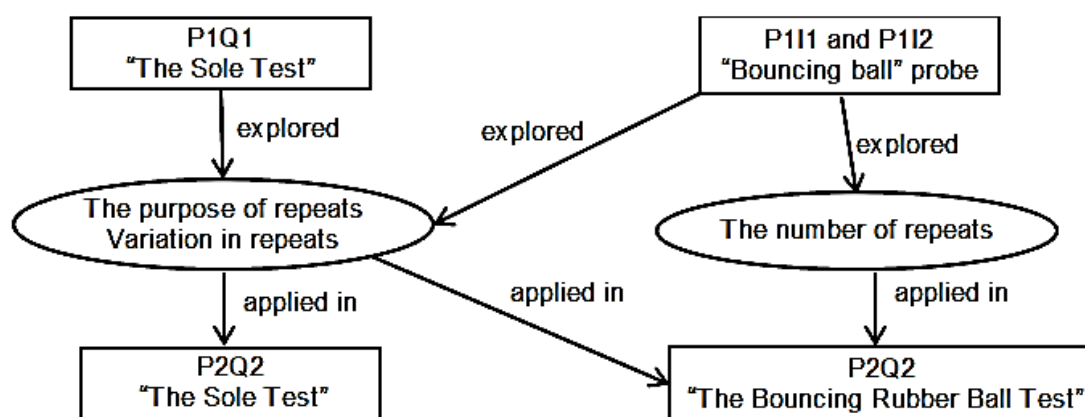 P1Q1
“The Sole Test”
P1I1 and P1I2
“Bouncing ball” probe
explored
explored
explored
The purpose of repeats
Variation in repeats
The number of repeats
applied in
applied in
applied in
P2Q2
“The Sole Test”
P2Q2
“The Bouncing Rubber Ball Test”